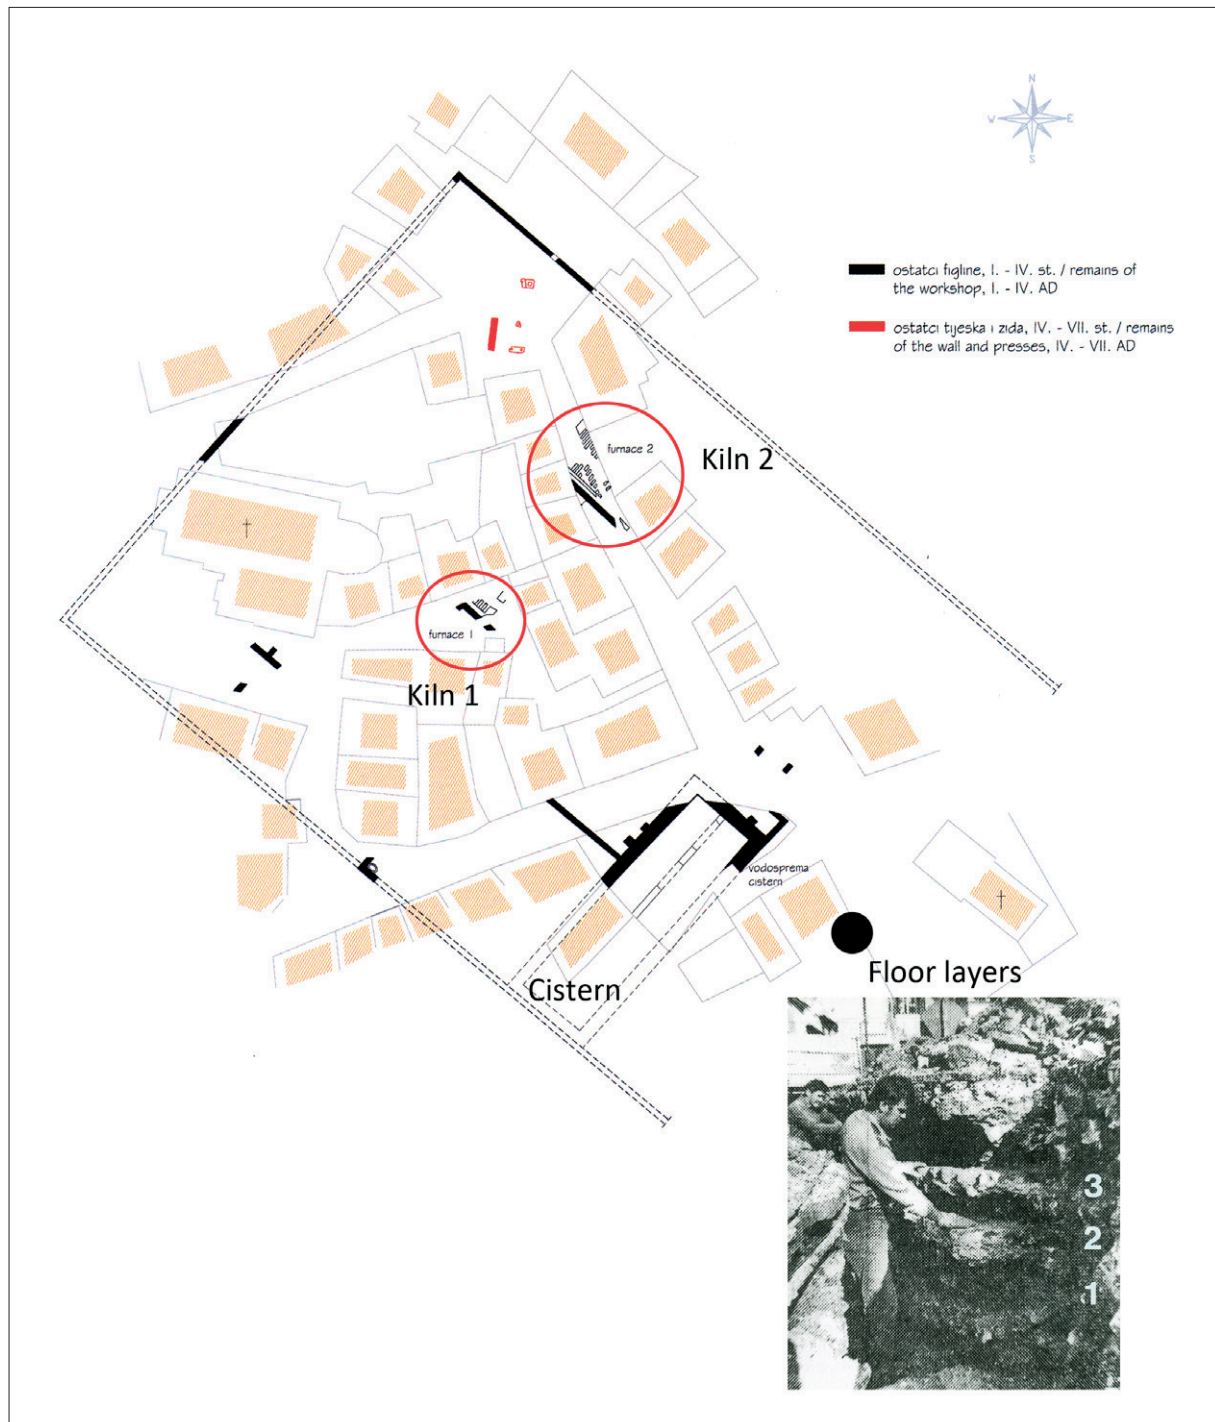 N
W E
S
ostatci figline, I. - IV. st. / remains of
the workshop, I. - IV. AD
ostatci tijeska i zida, IV. - VII. st. / remains
of the wall and presses, IV. - VII. AD
furnace 2
Kiln 2
furnace 1
Kiln 1
vodosprema
cistern
Cistern
Floor layers
3
2
1